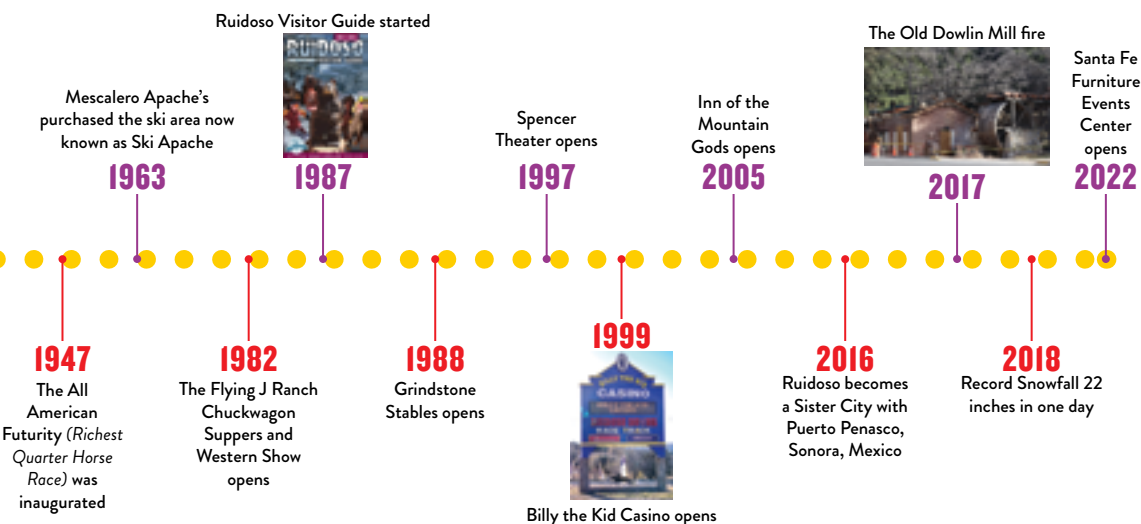 Ruidoso Visitor Guide started
RUIDOSO
The Old Dowlin Mill fire
Santa Fe
Furniture
Events
Center
opens
Mescalero Apache's
purchased the ski area now
known as Ski Apache
Spencer
Theater opens
Inn of the
Mountain
Gods opens
1963
1987
1997
2005
2017
2022
1947
The All
American
Futurity (Richest
Quarter Horse
Race) was
inaugurated
1982
The Flying J Ranch
Chuckwagon
Suppers and
Western Show
opens
1988
Grindstone
Stables opens
1999
BILLY THE KID
CASINO
Billy the Kid Casino opens
2016
Ruidoso becomes
a Sister City with
Puerto Penasco,
Sonora, Mexico
2018
Record Snowfall 22
inches in one day